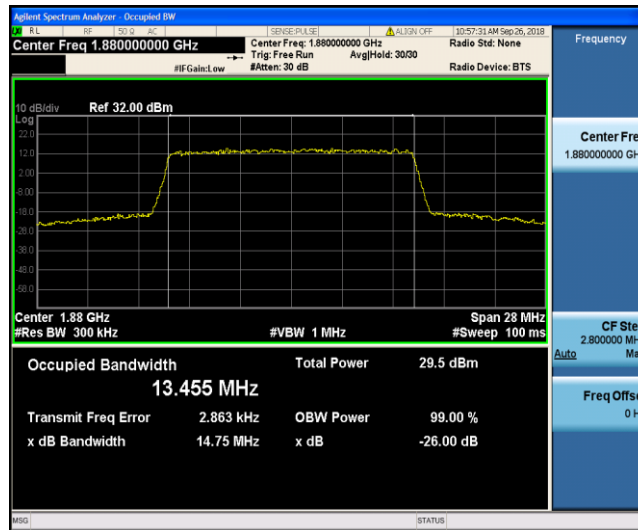 Agilent Spectrum Analyzer - Occupied BW
RL RF 50 Ω AC SENSE:PULSE ALIGN OFF 10:57:31 AM Sep 26, 2018
Center Freq 1.880000000 GHz
Center Freq: 1.880000000 GHz
Radio Std: None
Trig: Free Run Avg|Hold: 30/30
#IFGain:Low #Atten: 30 dB Radio Device: BTS
Frequency
10 dB/div Ref 32.00 dBm
Log
22.0
12.0
2.00
-8.00
-18.0
-28.0
-38.0
-48.0
-58.0
Center 1.88 GHz Span 28 MHz
#Res BW 300 kHz #VBW 1 MHz #Sweep 100 ms
Center Fre
1.880000000 GH
CF Ste
2.800000 MH
Auto Ma
Freq Offs
0 H
Occupied Bandwidth Total Power 29.5 dBm
13.455 MHz
Transmit Freq Error 2.863 kHz OBW Power 99.00 %
x dB Bandwidth 14.75 MHz x dB -26.00 dB
MSG STATUS